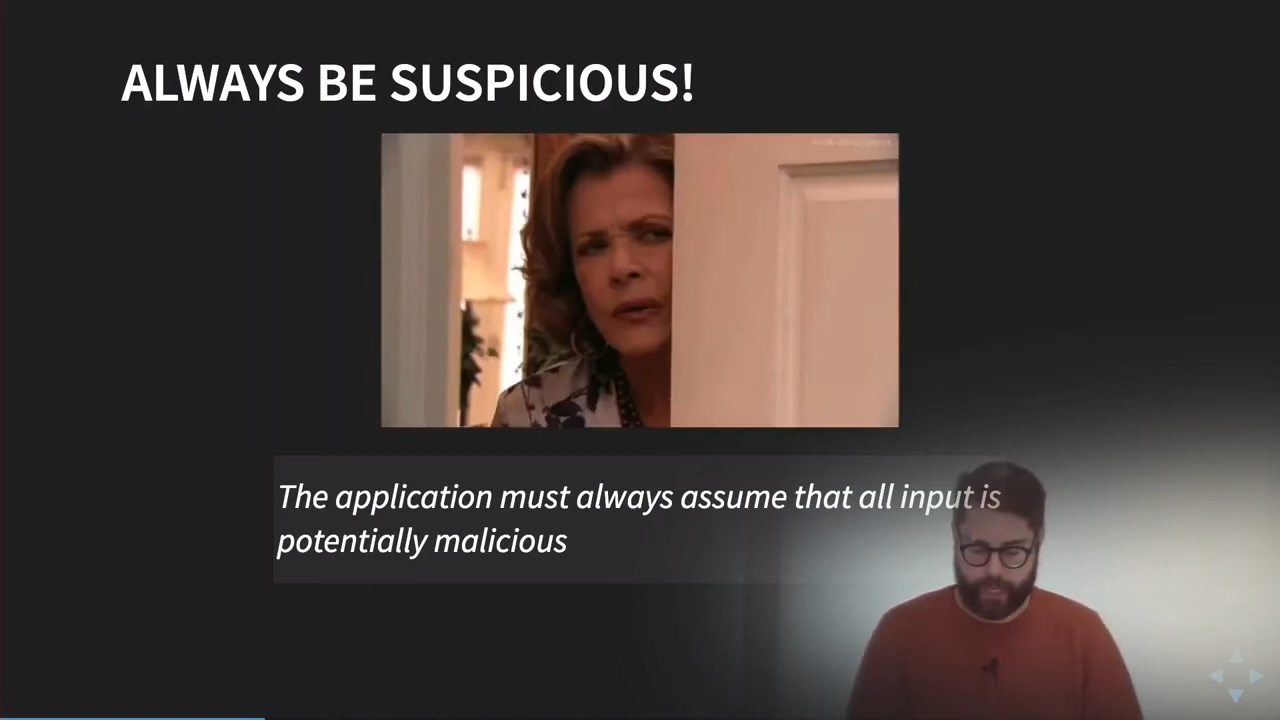 ALWAYS BE SUSPICIOUS!
The application must always assume that all input is
potentially malicious